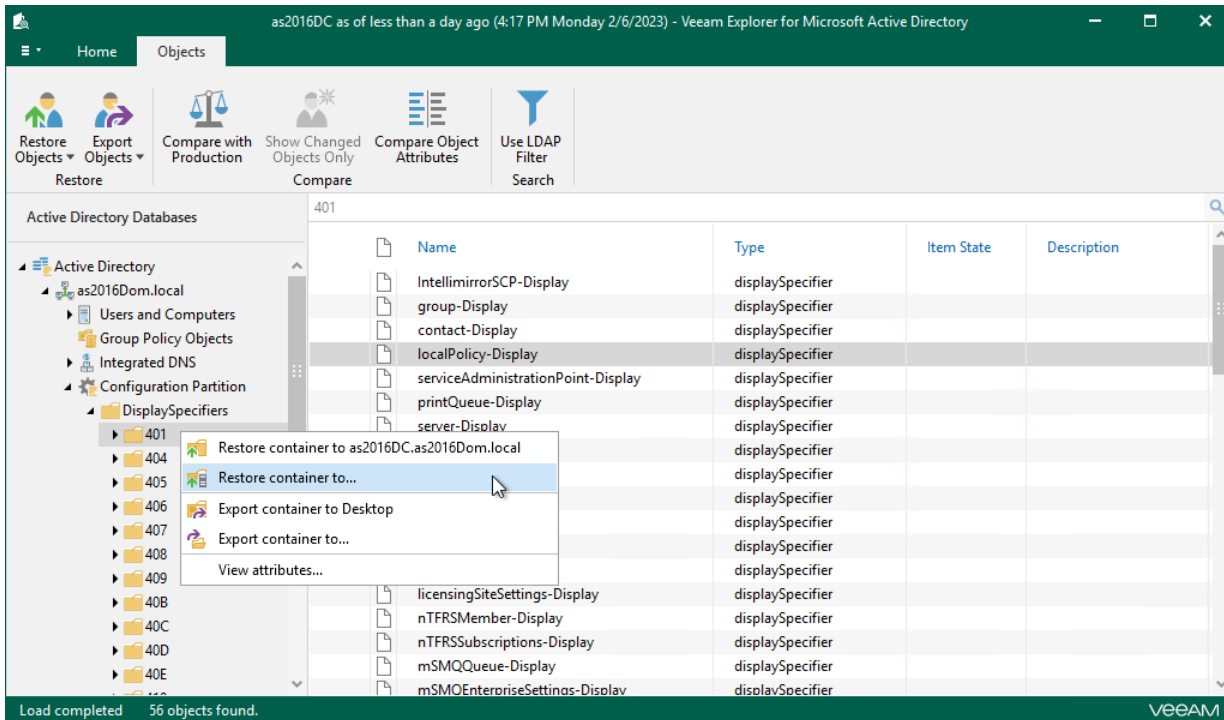 as2016DC as of less than a day ago (4:17 PM Monday 2/6/2023) - Veeam Explorer for Microsoft Active Directory
Home Objects
Restore Objects
Export Objects
Compare with Production
Show Changed Objects Only
Compare Object Attributes
Use LDAP Filter
Restore
Compare
Search
Active Directory Databases
Active Directory
as2016Dom.local
Users and Computers
Group Policy Objects
Integrated DNS
Configuration Partition
DisplaySpecifiers
401
404
405
406
407
408
409
40B
40C
40D
40E
401
Name Type Item State Description
IntellimirrorSCP-Display displaySpecifier
group-Display displaySpecifier
contact-Display displaySpecifier
localPolicy-Display displaySpecifier
serviceAdministrationPoint-Display displaySpecifier
printQueue-Display displaySpecifier
server-Display displaySpecifier
displaySpecifier
displaySpecifier
displaySpecifier
displaySpecifier
displaySpecifier
displaySpecifier
licensingSiteSettings-Display displaySpecifier
nTFRSMember-Display displaySpecifier
nTFRSSubscriptions-Display displaySpecifier
mSMQQueue-Display displaySpecifier
mSMQEnterpriseSettings-Display displaySpecifier
Restore container to as2016DC.as2016Dom.local
Restore container to...
Export container to Desktop
Export container to...
View attributes...
Load completed 56 objects found.
VEEAM